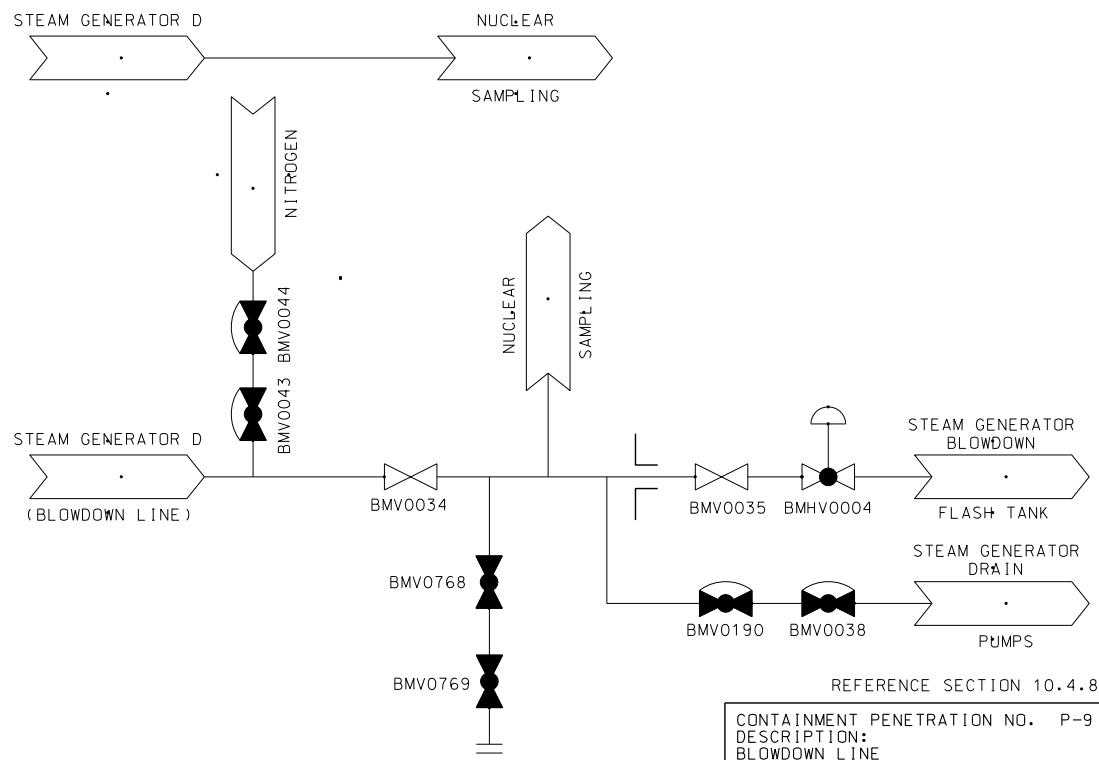 STEAM GENERATOR D
NUCLEAR
SAMPLING
NITROGEN
BMV0044
BMV0043
NUCLEAR
SAMPLING
STEAM GENERATOR D
(BLOWDOWN LINE)
BMV0034
BMV0035
BMHV0004
STEAM GENERATOR
BLOWDOWN
FLASH TANK
BMV0768
BMV0769
BMV0190
BMV0038
STEAM GENERATOR
DRAIN
PUMPS
REFERENCE SECTION 10.4.8
CONTAINMENT PENETRATION NO. P-9
DESCRIPTION:
BLOWDOWN LINE